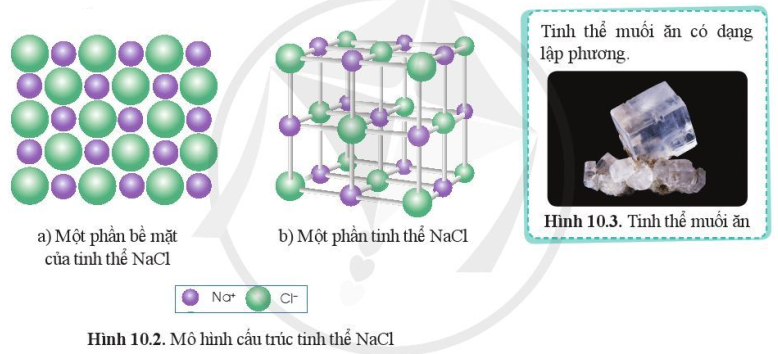 a) Một phần bề mặt
của tinh thể NaCl
b) Một phần tinh thể NaCl
Na⁺
Cl⁻
Hình 10.2. Mô hình cấu trúc tinh thể NaCl
Tinh thể muối ăn có dạng
lập phương.
Hình 10.3. Tinh thể muối ăn